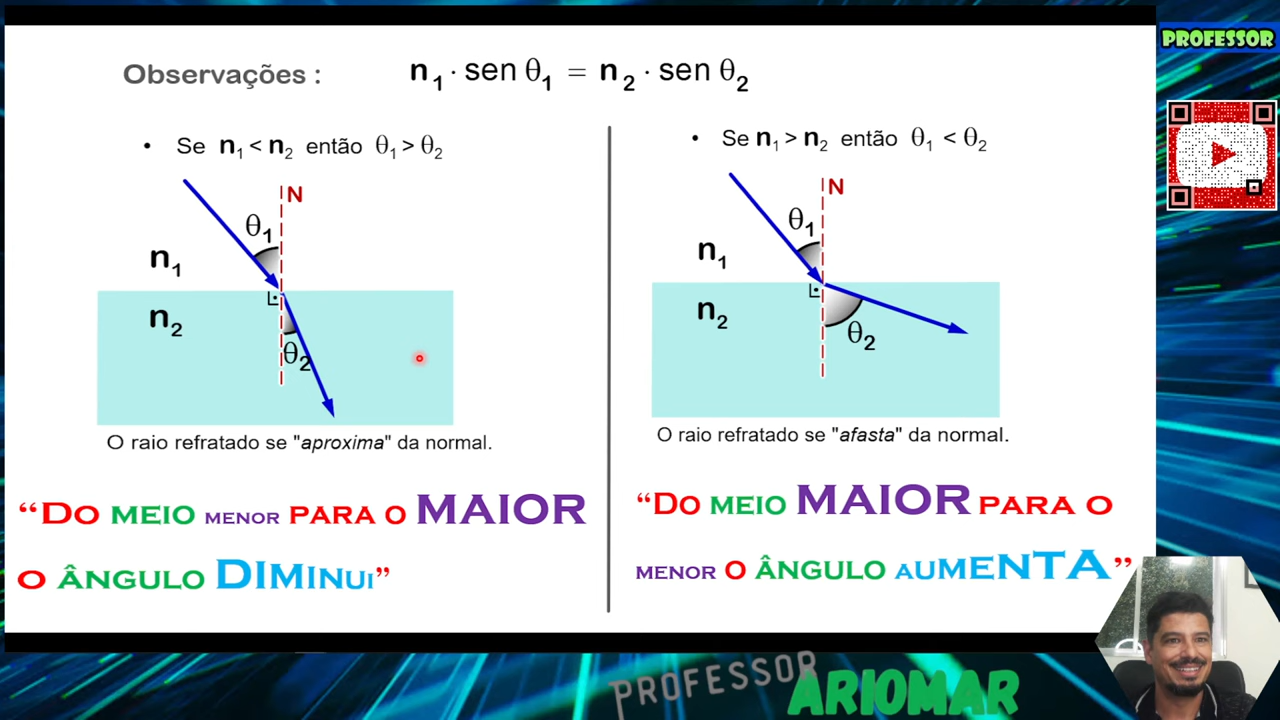 Observações : n₁ · sen θ₁ = n₂ · sen θ₂
• Se n₁ < n₂ então θ₁ > θ₂
N
θ₁
n₁
n₂
θ₂
O raio refratado se "aproxima" da normal.
“Do meio menor para o MAIOR
o ângulo DIMINui”
• Se n₁ > n₂ então θ₁ < θ₂
N
θ₁
n₁
n₂
θ₂
O raio refratado se "afasta" da normal.
“Do meio MAIOR para o
menor o ângulo auMENTA”
PROFESSOR
PROFESSOR
ARIOMAR